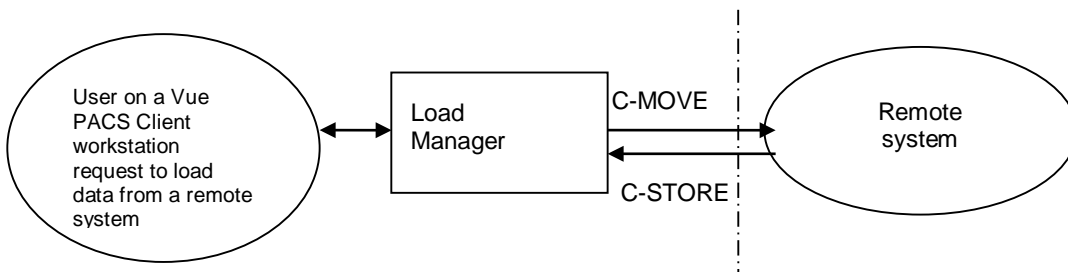 User on a Vue
PACS Client
workstation
request to load
data from a remote
system
Load
Manager
C-MOVE
C-STORE
Remote
system